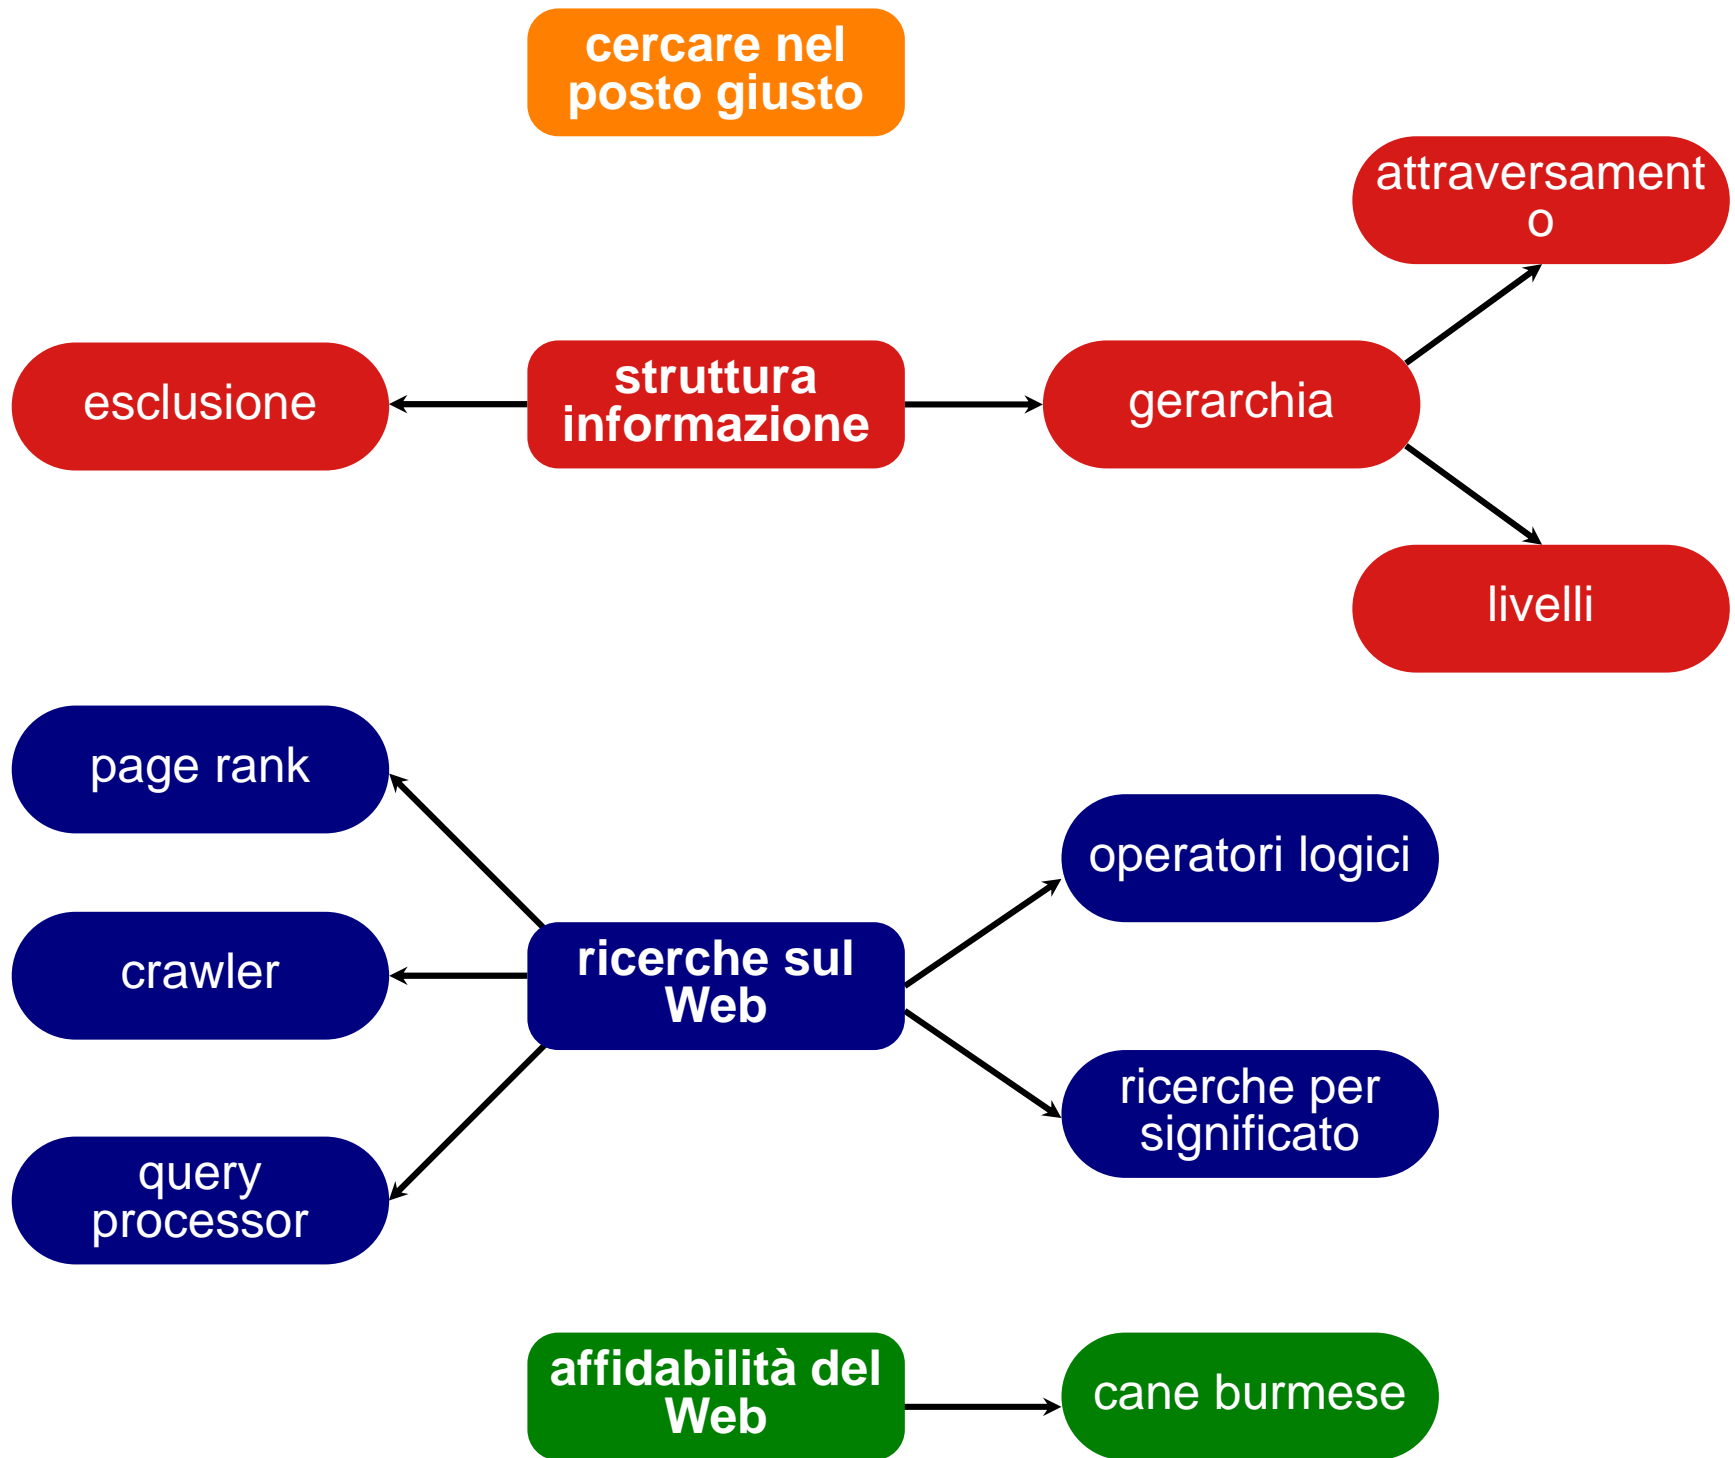 cercare nel
posto giusto
attraversament
o
esclusione
struttura
informazione
gerarchia
livelli
page rank
operatori logici
crawler
ricerche sul
Web
ricerche per
significato
query
processor
affidabilità del
Web
cane burmese